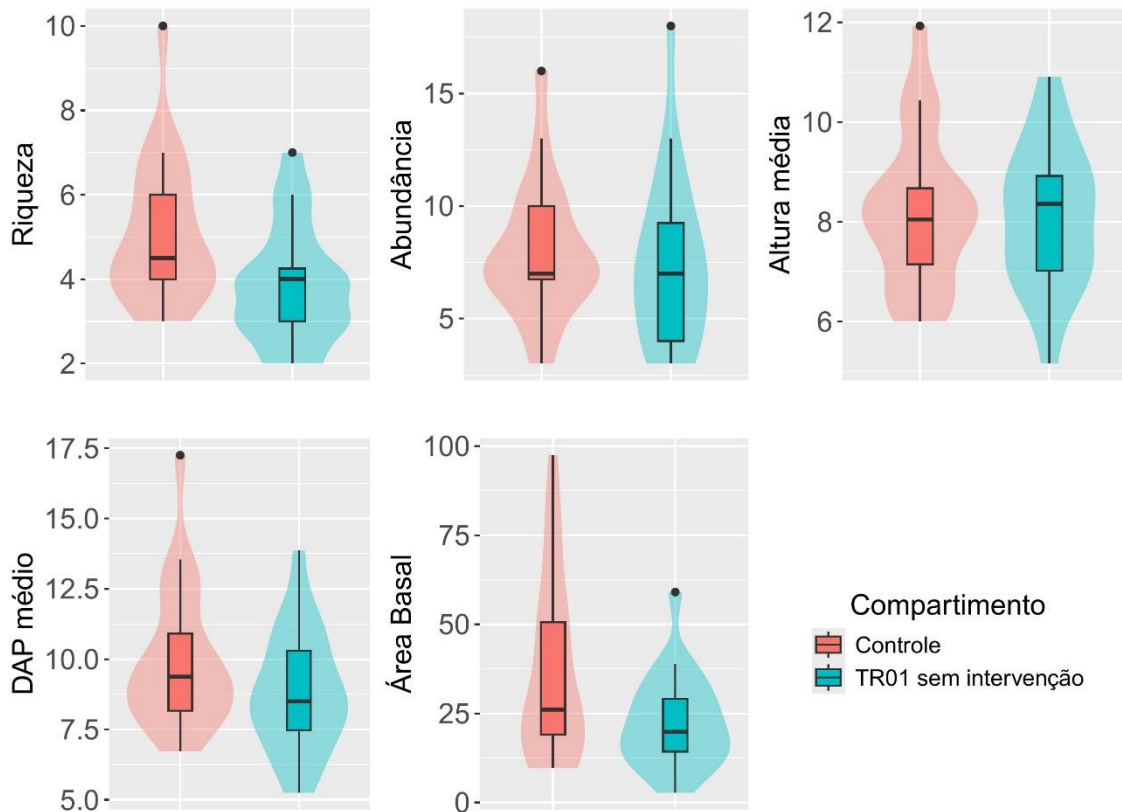 Riqueza
10
8
6
4
2
Abundância
15
10
5
Altura média
12
10
8
6
DAP médio
17.5
15.0
12.5
10.0
7.5
5.0
Área Basal
100
75
50
25
0
Compartimento
Controle
TR01 sem intervenção